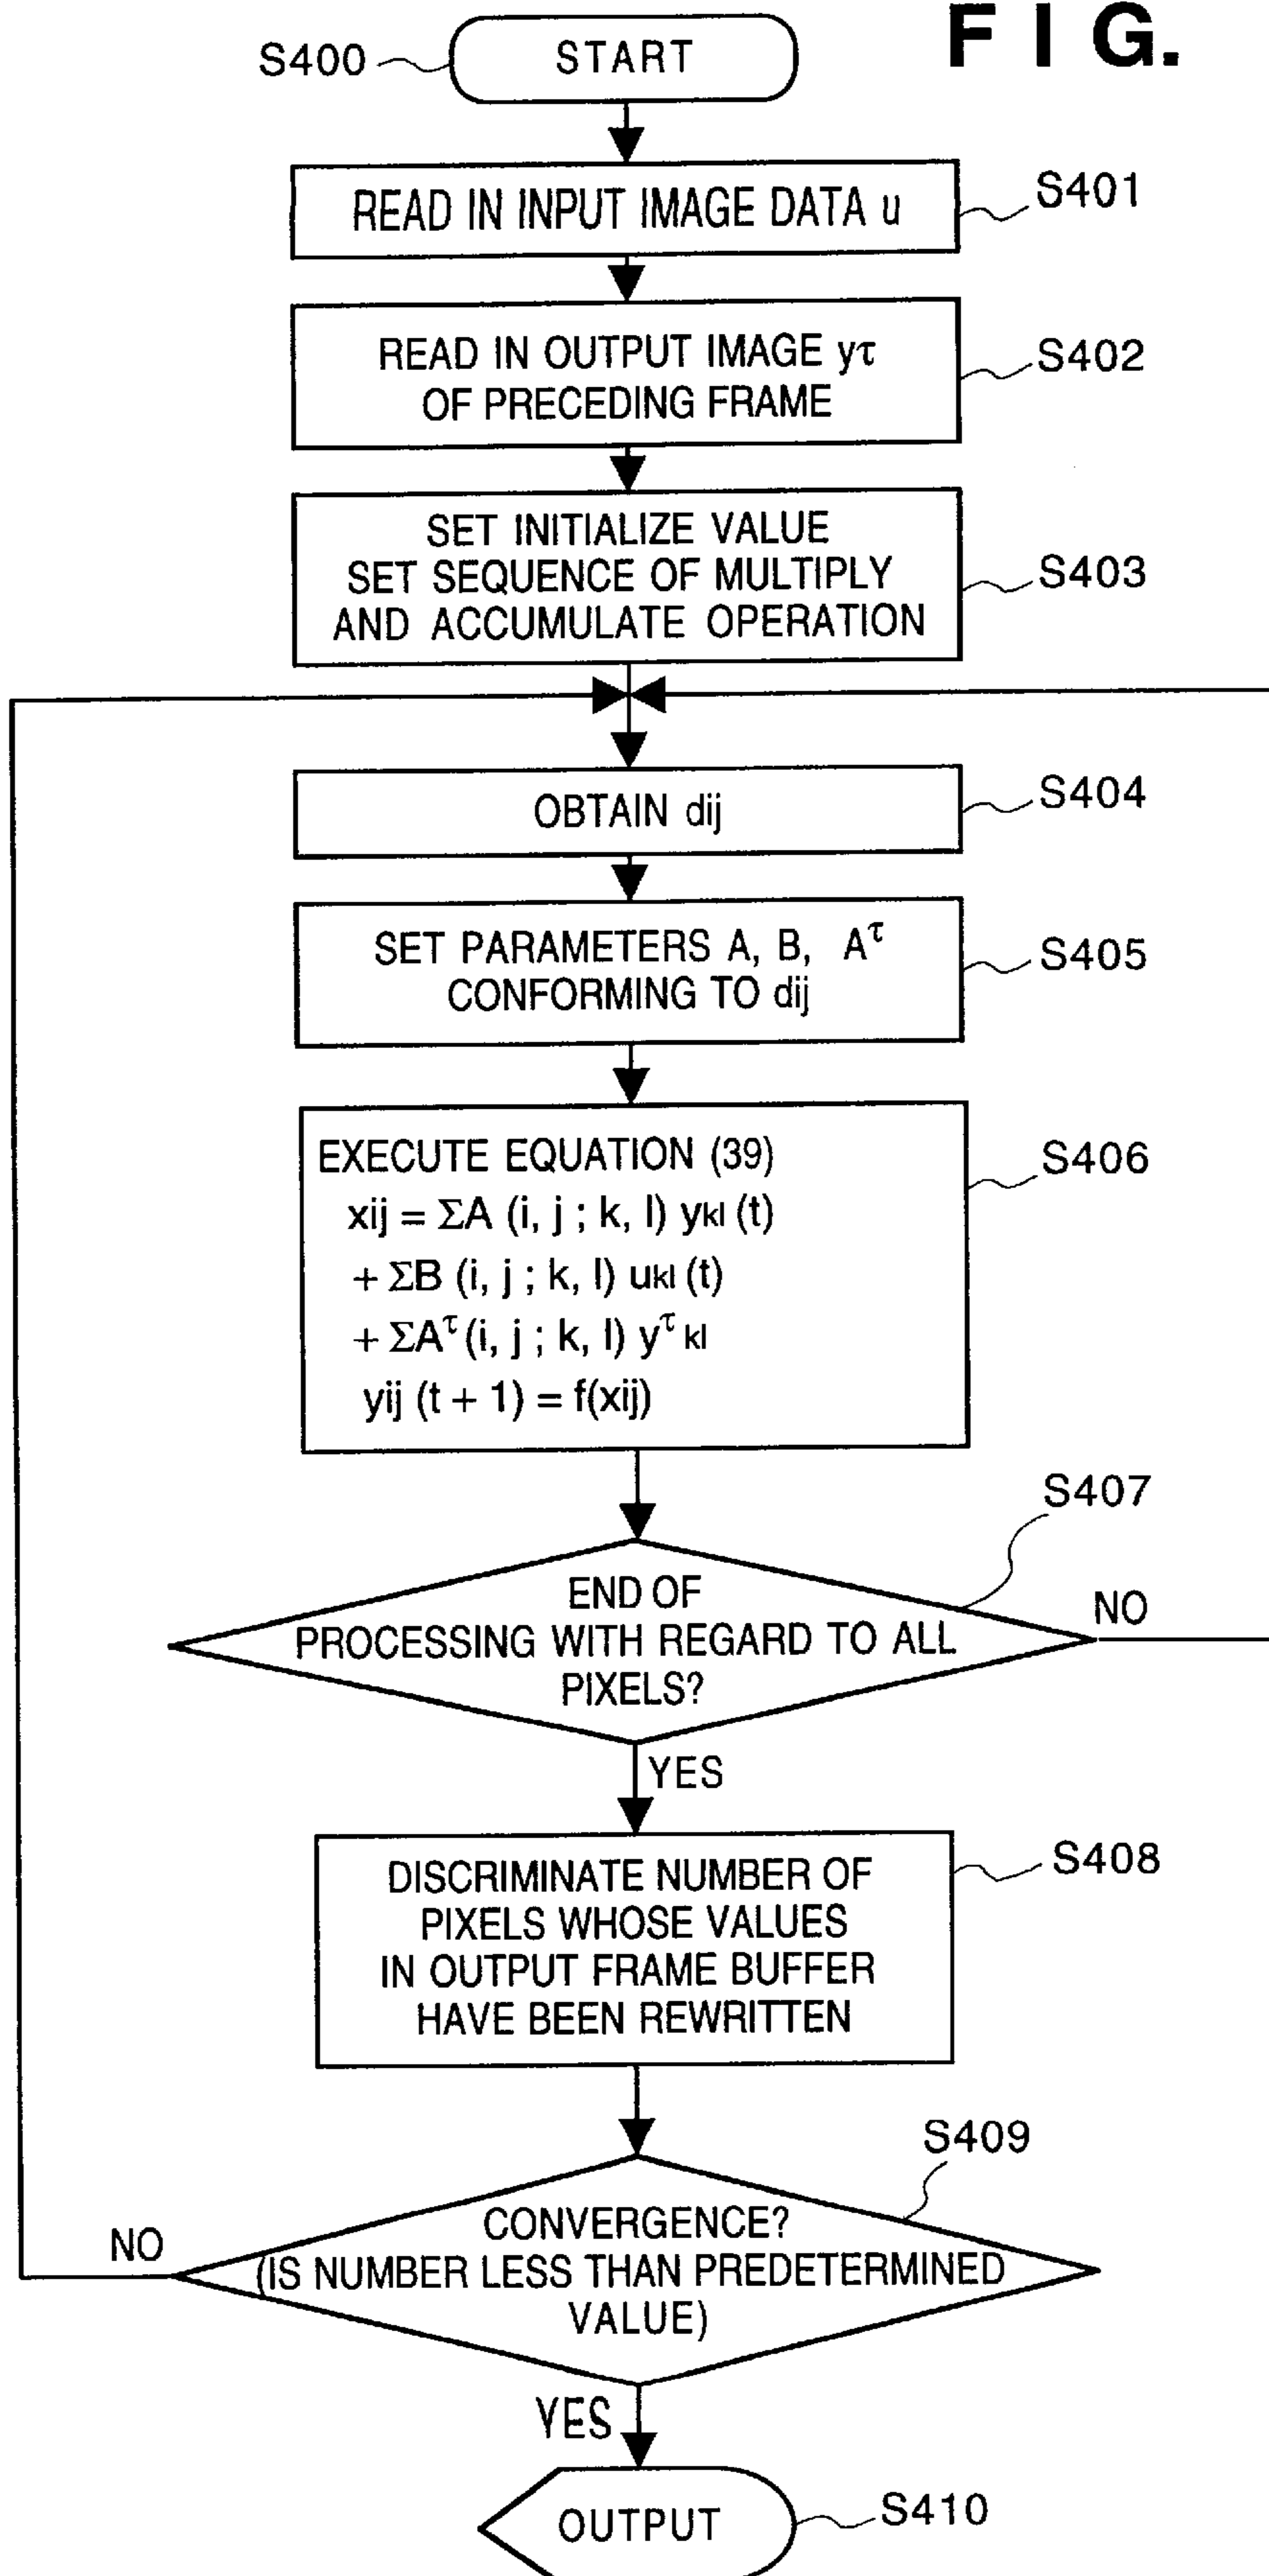 FIG.
S400 START
READ IN INPUT IMAGE DATA u S401
READ IN OUTPUT IMAGE yτ
OF PRECEDING FRAME
S402
SET INITIALIZE VALUE
SET SEQUENCE OF MULTIPLY
AND ACCUMULATE OPERATION
S403
OBTAIN dij S404
SET PARAMETERS A, B, A^τ
CONFORMING TO dij
S405
EXECUTE EQUATION (39)
xij = ΣA (i, j ; k, l) ykl (t)
+ ΣB (i, j ; k, l) ukl (t)
+ ΣA^τ (i, j ; k, l) y^τ kl
yij (t + 1) = f(xij)
S406
END OF
PROCESSING WITH REGARD TO ALL
PIXELS?
S407
NO
YES
DISCRIMINATE NUMBER OF
PIXELS WHOSE VALUES
IN OUTPUT FRAME BUFFER
HAVE BEEN REWRITTEN
S408
CONVERGENCE?
(IS NUMBER LESS THAN PREDETERMINED
VALUE)
S409
NO
YES
OUTPUT S410